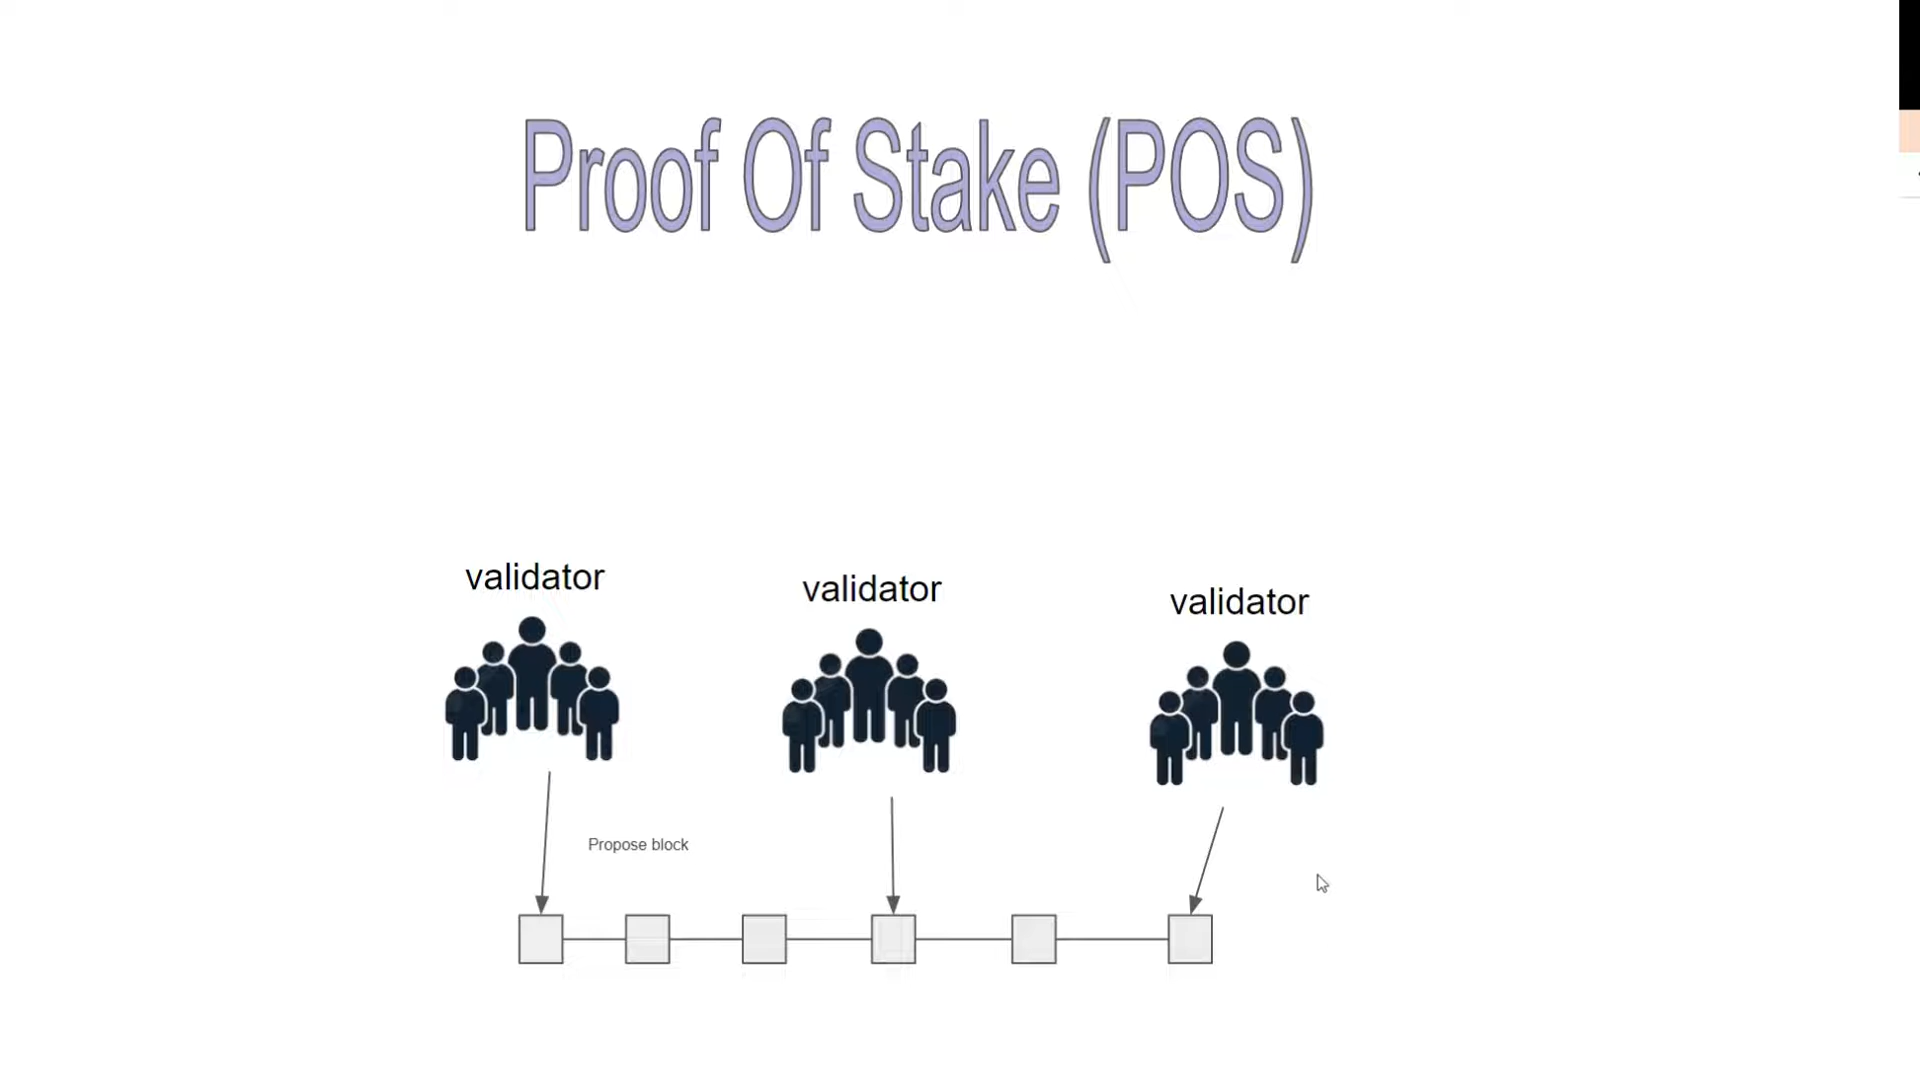 Proof Of Stake (POS)
validator
validator
validator
Propose block